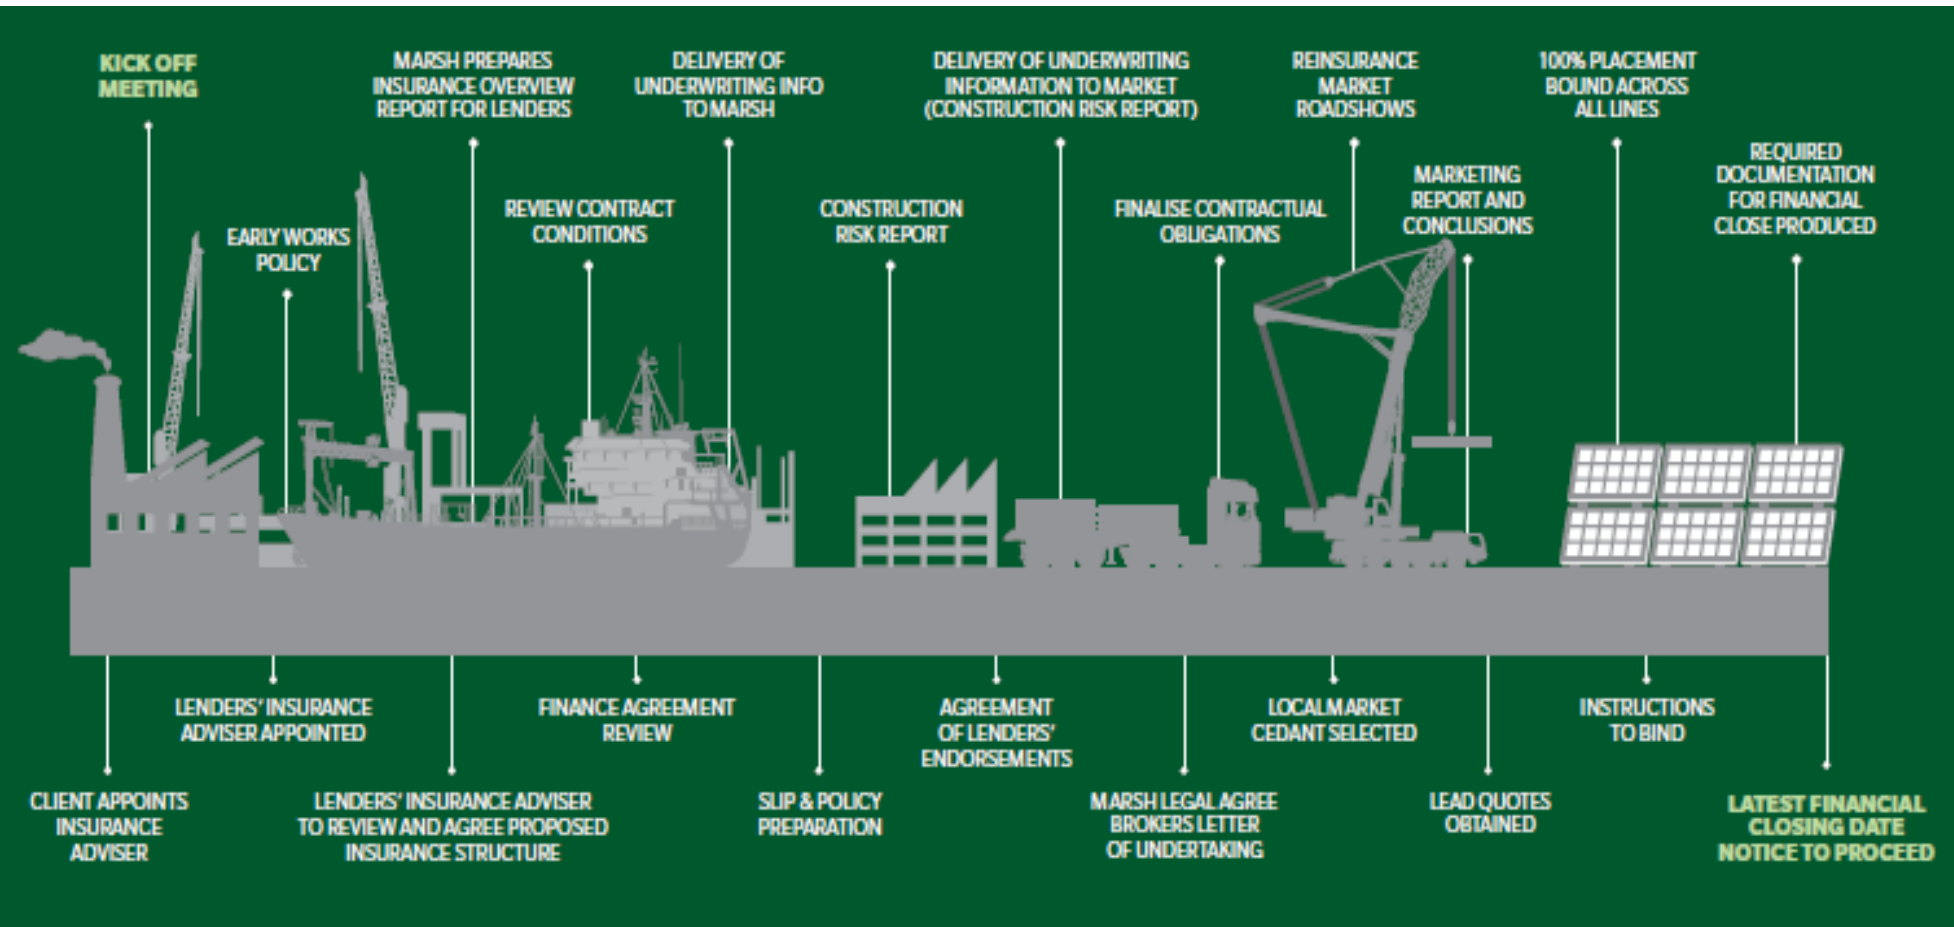 KICK OFF
MEETING
MARSH PREPARES
INSURANCE OVERVIEW
REPORT FOR LENDERS
DELIVERY OF
UNDERWRITING INFO
TO MARSH
DELIVERY OF UNDERWRITING
INFORMATION TO MARKET
(CONSTRUCTION RISK REPORT)
REINSURANCE
MARKET
ROADSHOWS
100% PLACEMENT
BOUND ACROSS
ALL LINES
EARLY WORKS
POLICY
REVIEW CONTRACT
CONDITIONS
CONSTRUCTION
RISK REPORT
FINALISE CONTRACTUAL
OBLIGATIONS
MARKETING
REPORT AND
CONCLUSIONS
REQUIRED
DOCUMENTATION
FOR FINANCIAL
CLOSE PRODUCED
LENDERS' INSURANCE
ADVISER APPOINTED
FINANCE AGREEMENT
REVIEW
AGREEMENT
OF LENDERS'
ENDORSEMENTS
LOCAL MARKET
CEDANT SELECTED
INSTRUCTIONS
TO BIND
CLIENT APPOINTS
INSURANCE
ADVISER
LENDERS' INSURANCE ADVISER
TO REVIEW AND AGREE PROPOSED
INSURANCE STRUCTURE
SLIP & POLICY
PREPARATION
MARSH LEGAL AGREE
BROKERS LETTER
OF UNDERTAKING
LEAD QUOTES
OBTAINED
LATEST FINANCIAL
CLOSING DATE
NOTICE TO PROCEED